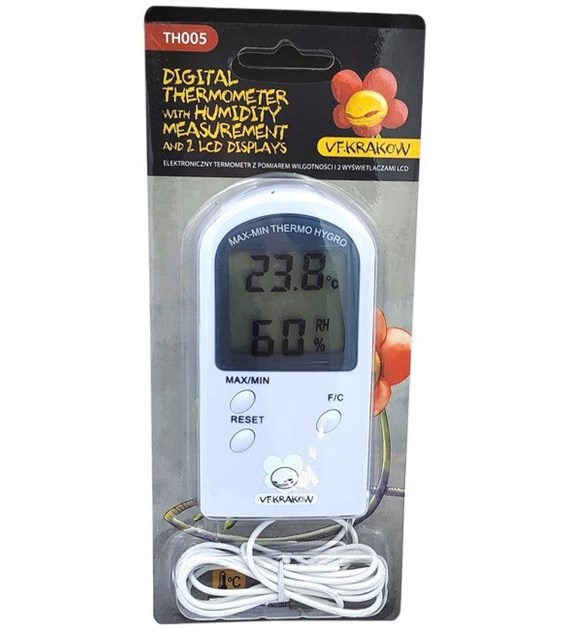 TH005
DIGITAL
THERMOMETER
WITH HUMIDITY
MEASUREMENT
AND 2 LCD DISPLAYS
VF.KRAKOW
ELEKTRONICZNY TERMOMETR Z POMIAREM WILGOTNOŚCI I 2 WYŚWIETLACZAMI LCD
MAX-MIN THERMO HYGRO
23.8°C
60 RH
%
MAX/MIN
F/C
RESET
VF.KRAKOW
°C